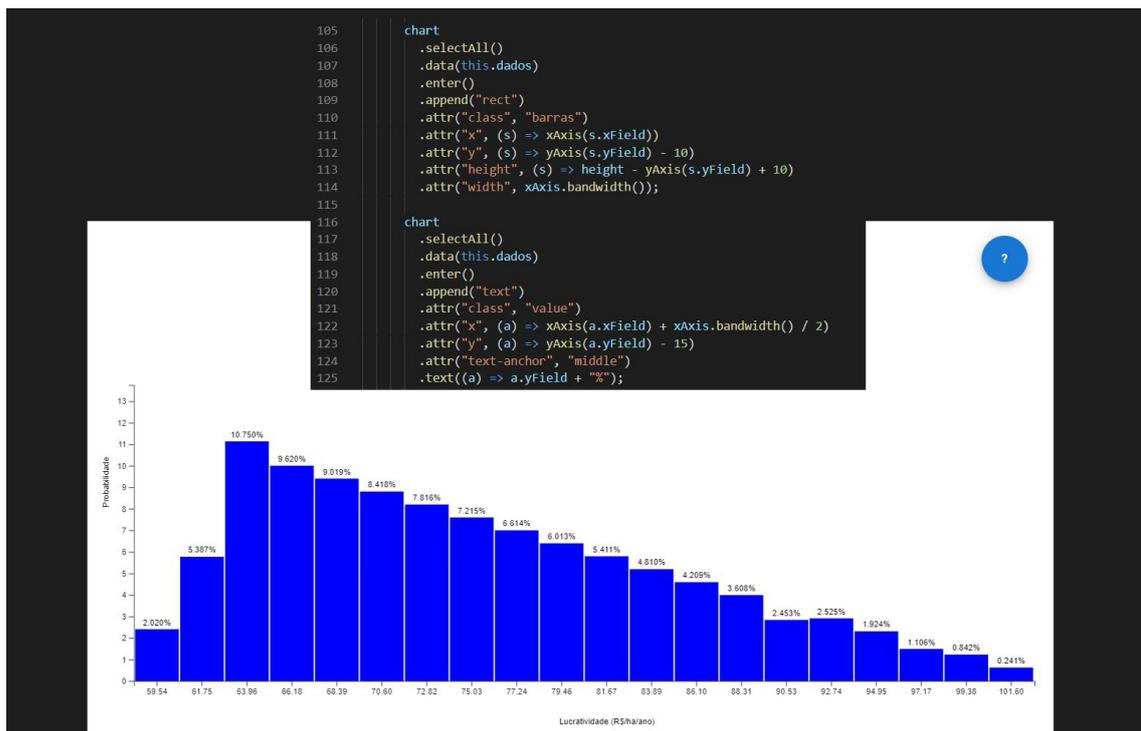 105 chart
106 .selectAll()
107 .data(this.dados)
108 .enter()
109 .append("rect")
110 .attr("class", "barras")
111 .attr("x", (s) => xAxis(s.xField))
112 .attr("y", (s) => yAxis(s.yField) - 10)
113 .attr("height", (s) => height - yAxis(s.yField) + 10)
114 .attr("width", xAxis.bandwidth());
115
116 chart
117 .selectAll()
118 .data(this.dados)
119 .enter()
120 .append("text")
121 .attr("class", "value")
122 .attr("x", (a) => xAxis(a.xField) + xAxis.bandwidth() / 2)
123 .attr("y", (a) => yAxis(a.yField) - 15)
124 .attr("text-anchor", "middle")
125 .text((a) => a.yField + "%");
?
Probabilidade
13
12
11
10
9
8
7
6
5
4
3
2
1
0
2.020% 5.387% 10.750% 9.620% 9.019% 8.418% 7.816% 7.215% 6.614% 6.013% 5.411% 4.810% 4.209% 3.608% 2.453% 2.525% 1.924% 1.106% 0.842% 0.241%
59.54 61.75 63.96 66.18 68.39 70.60 72.82 75.03 77.24 79.46 81.67 83.89 86.10 88.31 90.53 92.74 94.95 97.17 99.38 101.60
Lucratividade (R$/ha/ano)